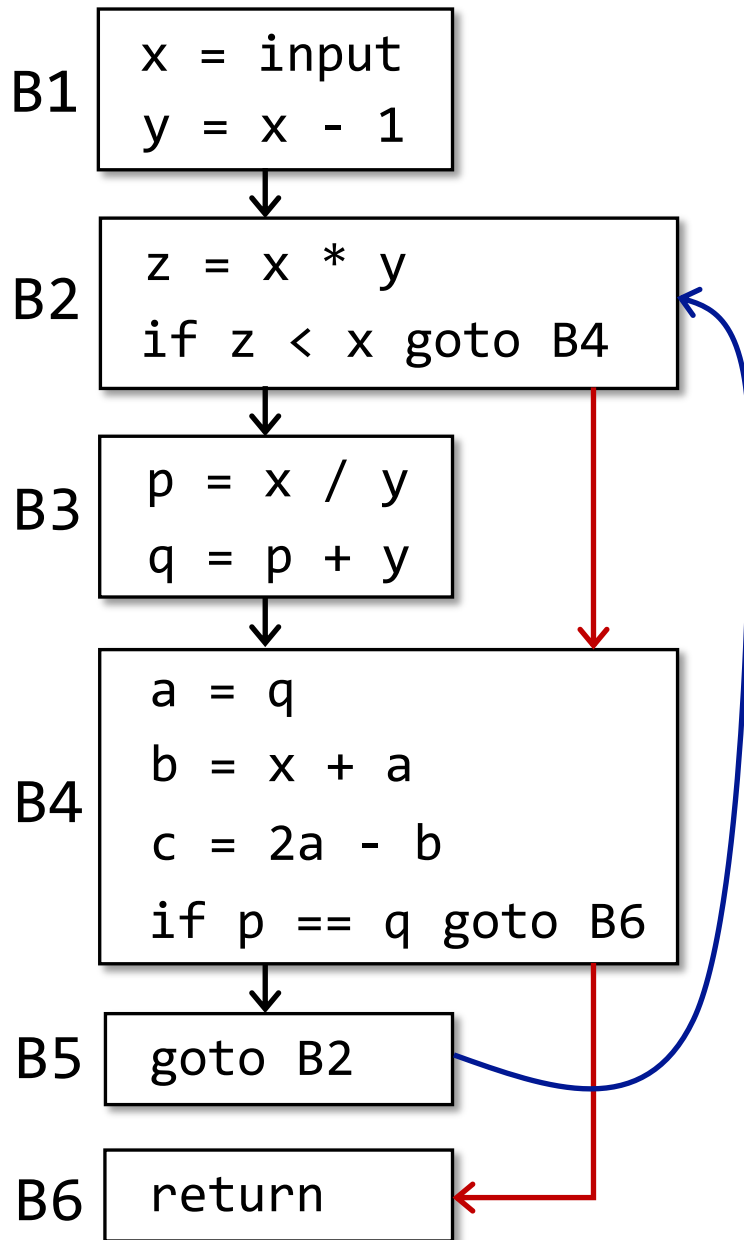 B1
x = input
y = x - 1
B2
z = x * y
if z < x goto B4
B3
p = x / y
q = p + y
B4
a = q
b = x + a
c = 2a - b
if p == q goto B6
B5
goto B2
B6
return